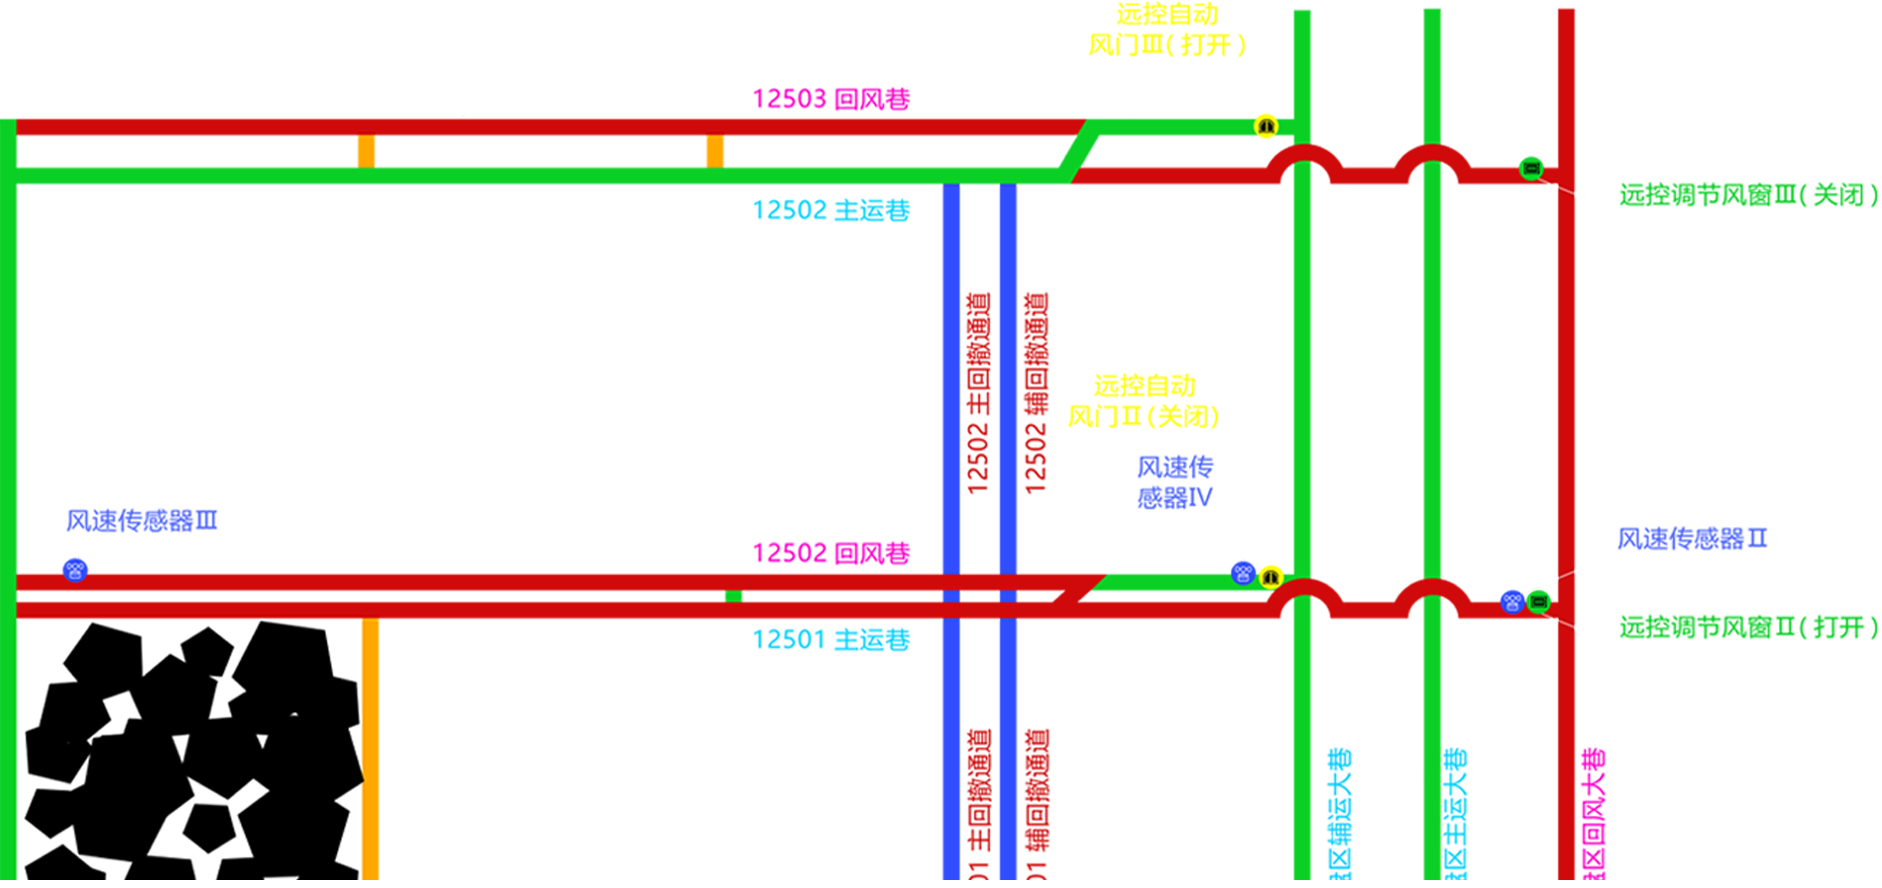 远控自动
风门Ⅲ(打开)
12503 回风巷
远控调节风窗Ⅲ(关闭)
12502 主运巷
12502 主回撤通道
12502 辅回撤通道
远控自动
风门Ⅱ(关闭)
风速传
感器Ⅳ
风速传感器Ⅲ
风速传感器Ⅱ
12502 回风巷
远控调节风窗Ⅱ(打开)
12501 主运巷
01 主回撤通道
01 辅回撤通道
区辅运大巷
区主运大巷
区回风大巷